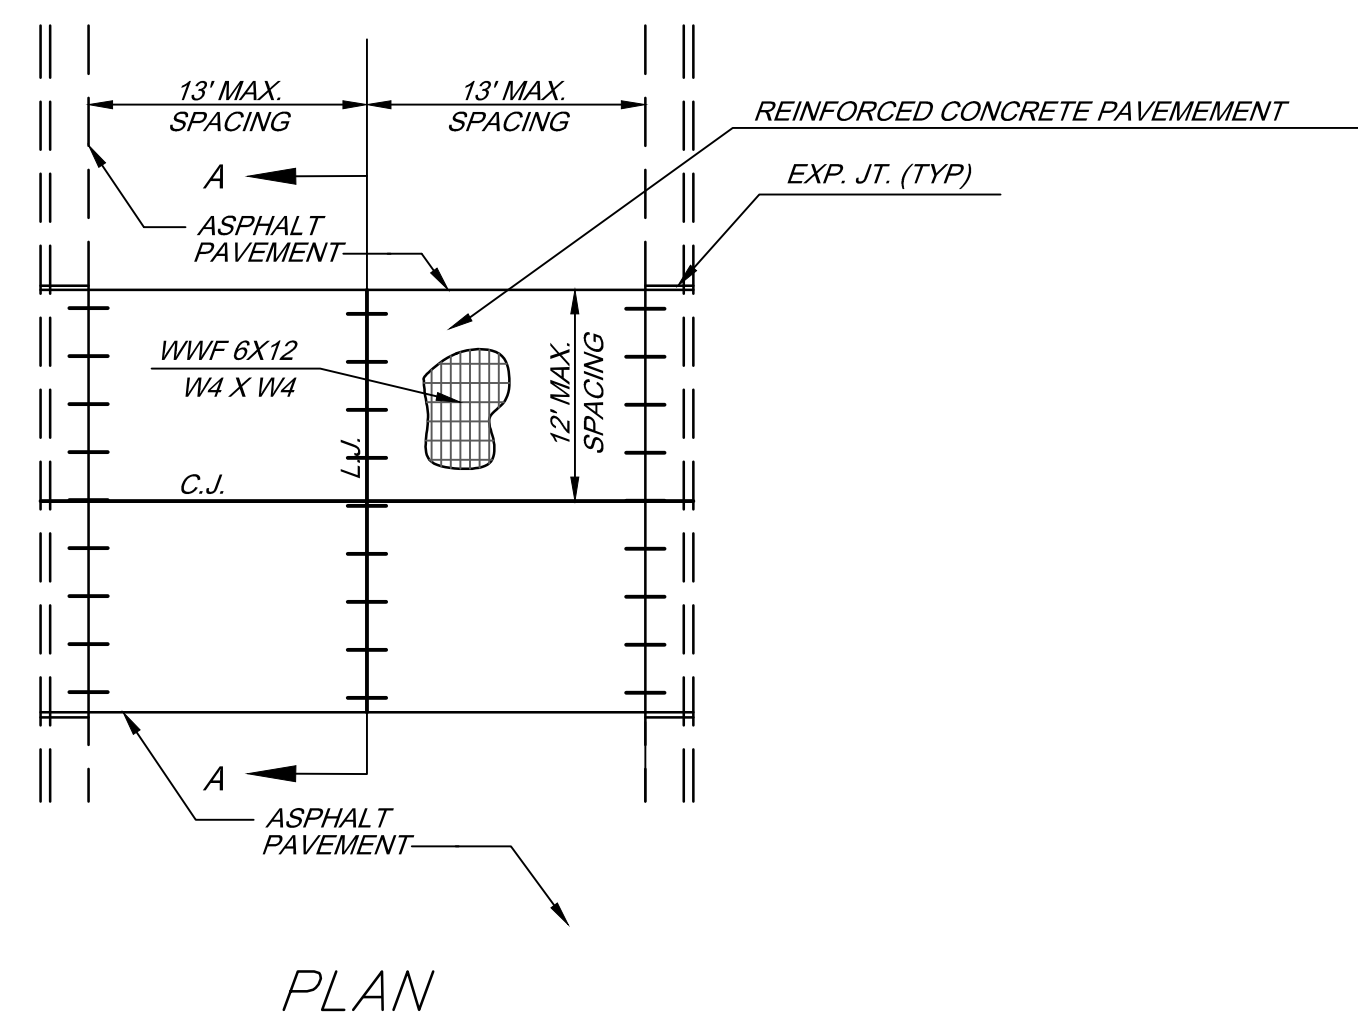 13' MAX.
SPACING
13' MAX.
SPACING
REINFORCED CONCRETE PAVEMEMENT
EXP. JT. (TYP)
A
ASPHALT
PAVEMENT
WWF 6X12
W4 X W4
12' MAX.
SPACING
L.J.
C.J.
A
ASPHALT
PAVEMENT
PLAN